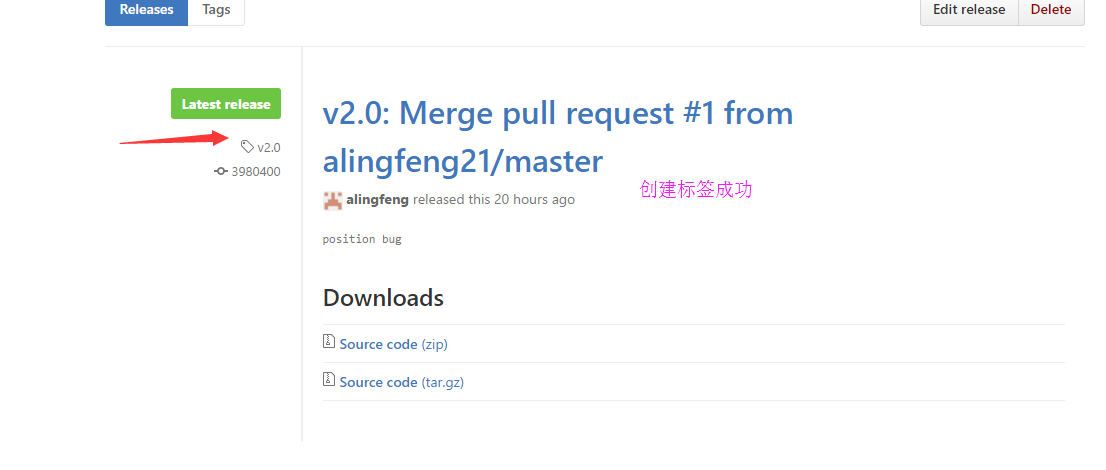 Releases Tags Edit release Delete
Latest release
v2.0
3980400
v2.0: Merge pull request #1 from
alingfeng21/master
创建标签成功
alingfeng released this 20 hours ago
position bug
Downloads
Source code (zip)
Source code (tar.gz)